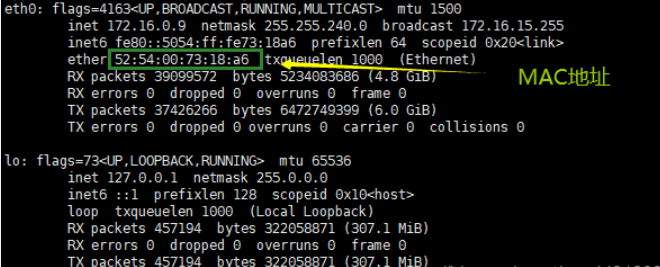 eth0: flags=4163<UP,BROADCAST,RUNNING,MULTICAST> mtu 1500
inet 172.16.0.9 netmask 255.255.240.0 broadcast 172.16.15.255
inet6 fe80::5054:ff:fe73:18a6 prefixlen 64 scopeid 0x20<link>
ether 52:54:00:73:18:a6 txqueuelen 1000 (Ethernet)
RX packets 39099572 bytes 5234083686 (4.8 GiB)
MAC地址
RX errors 0 dropped 0 overruns 0 frame 0
TX packets 37426266 bytes 6472749399 (6.0 GiB)
TX errors 0 dropped 0 overruns 0 carrier 0 collisions 0
lo: flags=73<UP,LOOPBACK,RUNNING> mtu 65536
inet 127.0.0.1 netmask 255.0.0.0
inet6 ::1 prefixlen 128 scopeid 0x10<host>
loop txqueuelen 1000 (Local Loopback)
RX packets 457194 bytes 322058871 (307.1 MiB)
RX errors 0 dropped 0 overruns 0 frame 0
TX packets 457194 bytes 322058871 (307.1 MiB)